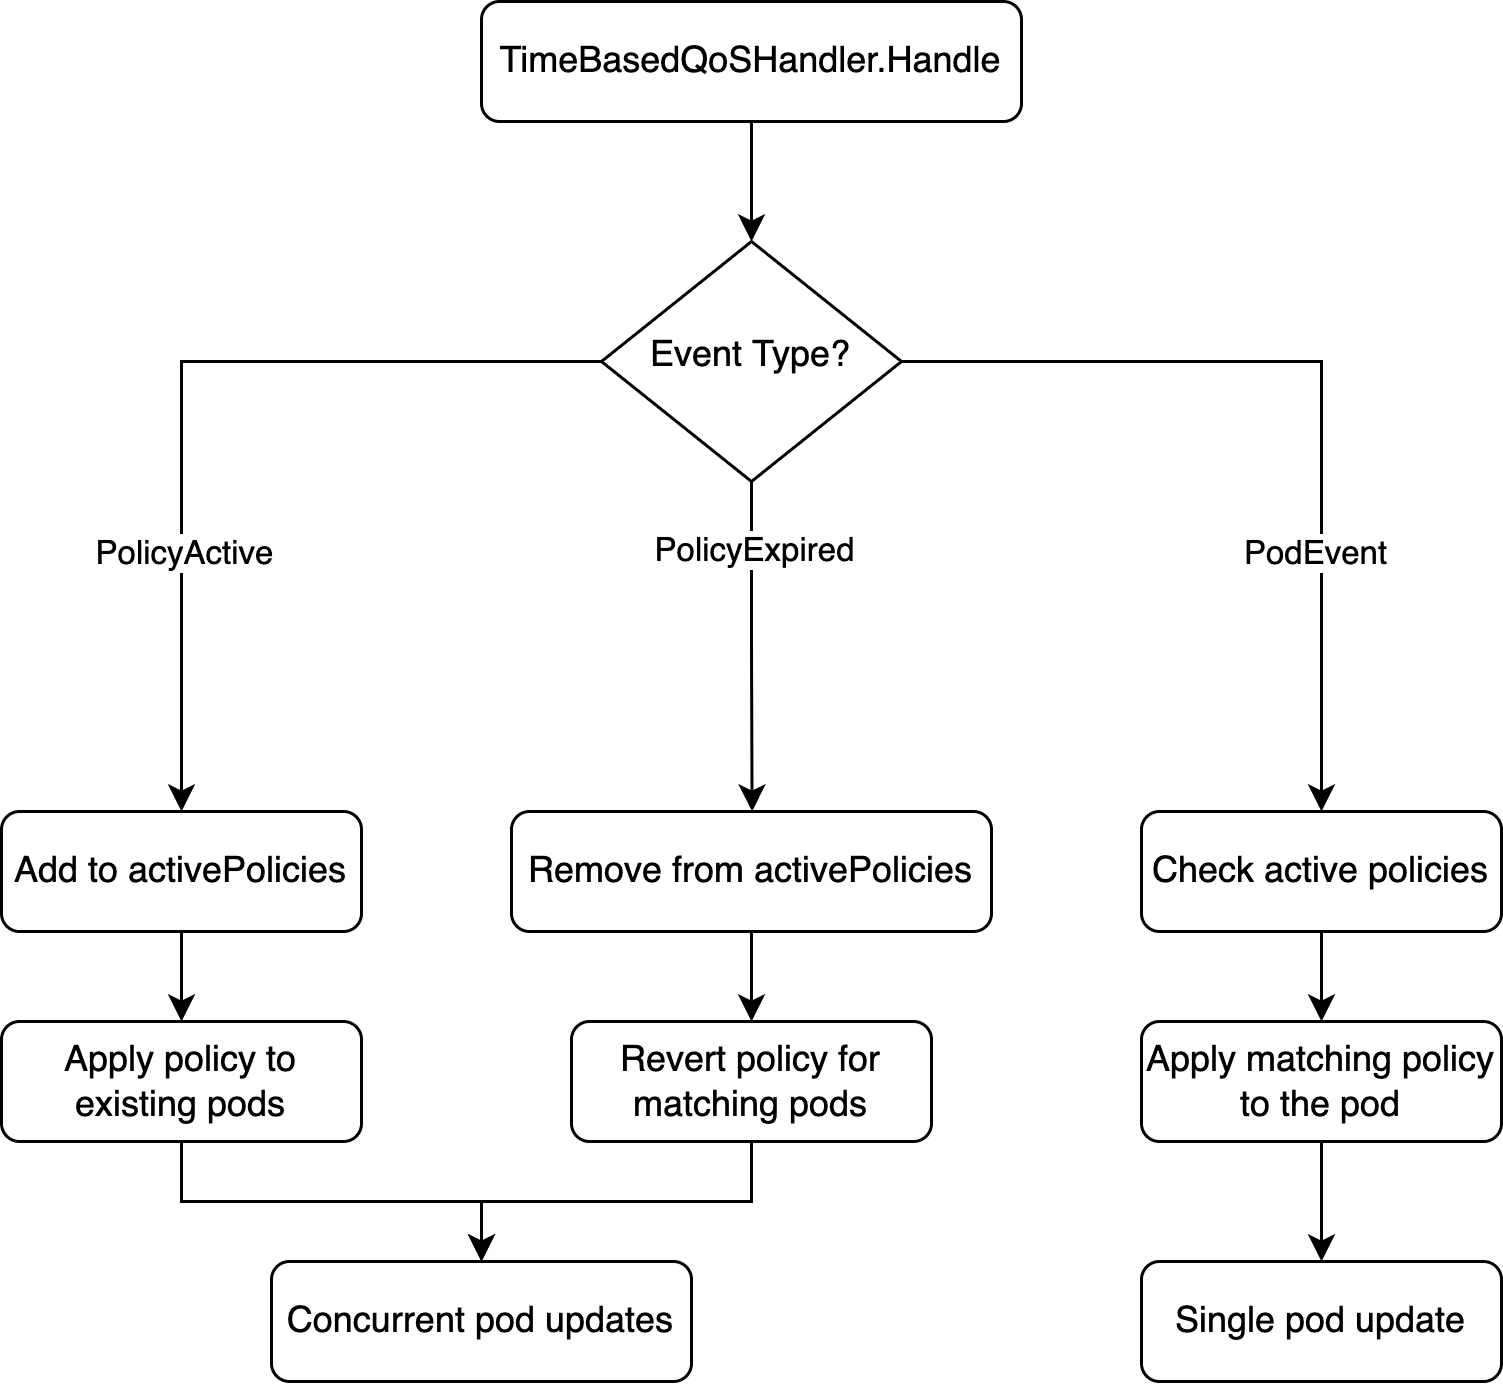 TimeBasedQoSHandler.Handle
Event Type?
PolicyActive
PolicyExpired
PodEvent
Add to activePolicies
Remove from activePolicies
Check active policies
Apply policy to
existing pods
Revert policy for
matching pods
Apply matching policy
to the pod
Concurrent pod updates
Single pod update